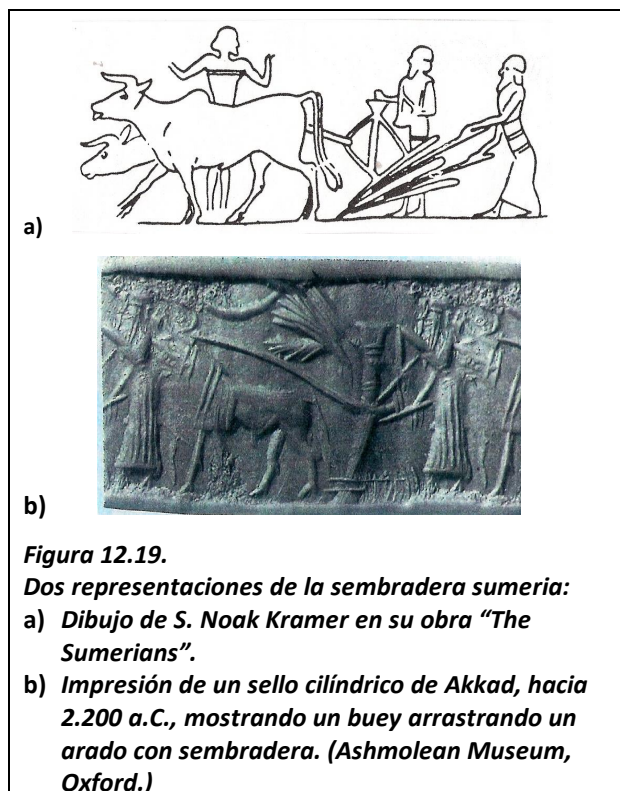 a)
b)
Figura 12.19.
Dos representaciones de la sembradera sumeria:
a) Dibujo de S. Noak Kramer en su obra “The
Sumerians”.
b) Impresión de un sello cilíndrico de Akkad, hacia
2.200 a.C., mostrando un buey arrastrando un
arado con sembradera. (Ashmolean Museum,
Oxford.)